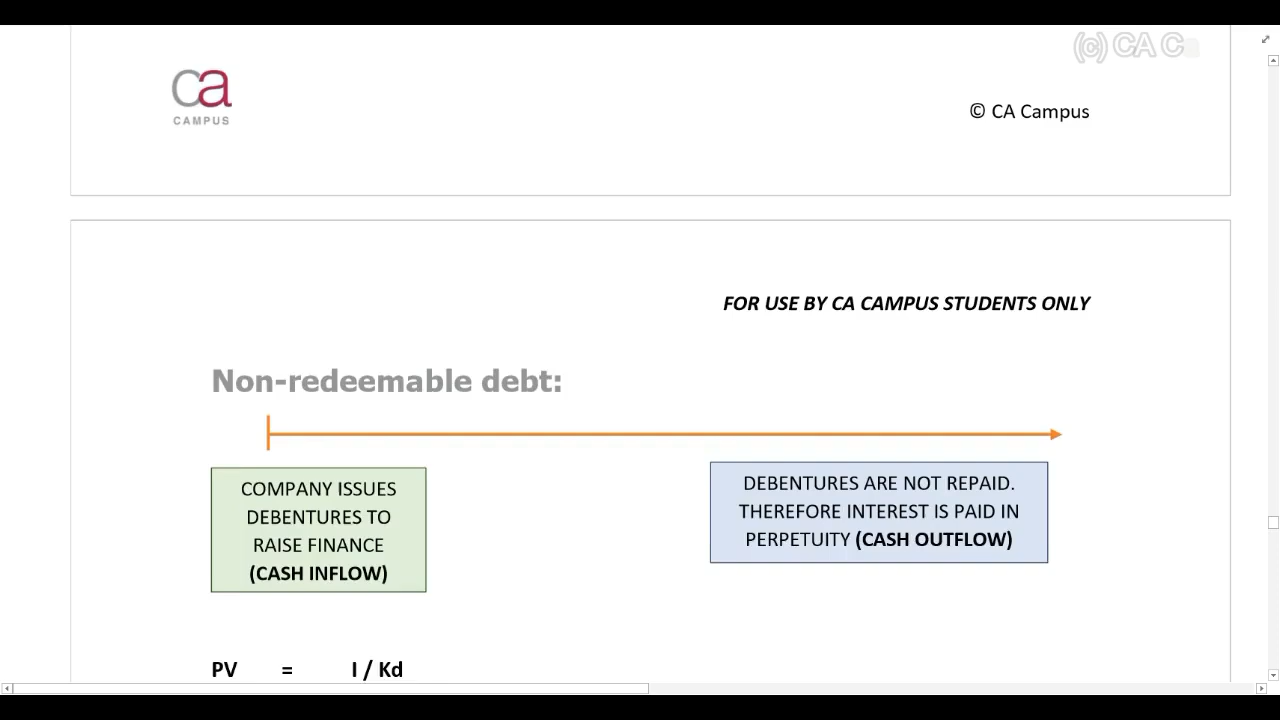 (c) CA C
ca
CAMPUS
© CA Campus
FOR USE BY CA CAMPUS STUDENTS ONLY
Non-redeemable debt:
COMPANY ISSUES
DEBENTURES TO
RAISE FINANCE
(CASH INFLOW)
DEBENTURES ARE NOT REPAID.
THEREFORE INTEREST IS PAID IN
PERPETUITY (CASH OUTFLOW)
PV = I / Kd